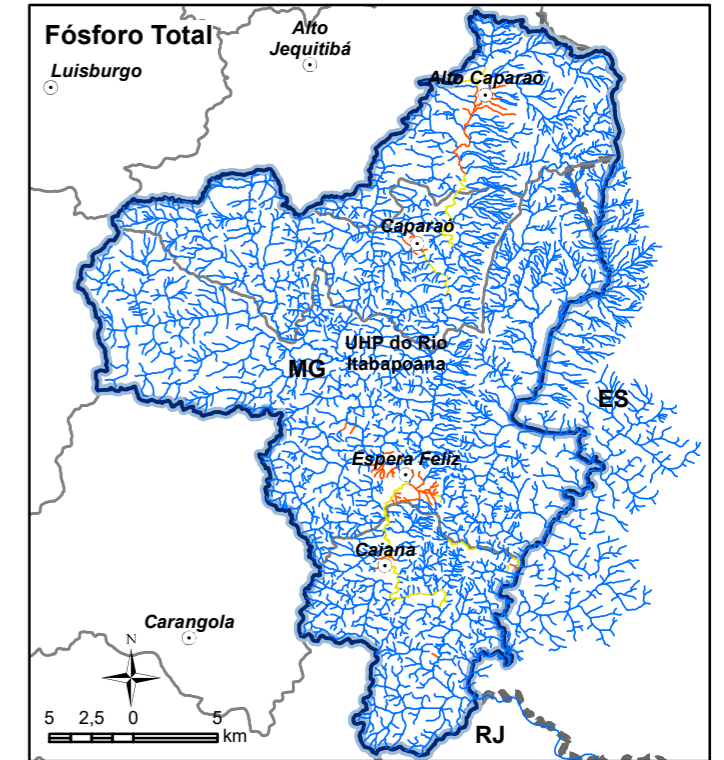 Fósforo Total
Alto
Jequitibá
Luisburgo
Alto Caparaó
Caparaó
UHP do Rio
Itabapoana
MG
ES
Espera Feliz
Caiana
Carangola
N
5 2,5 0 5
km
RJ